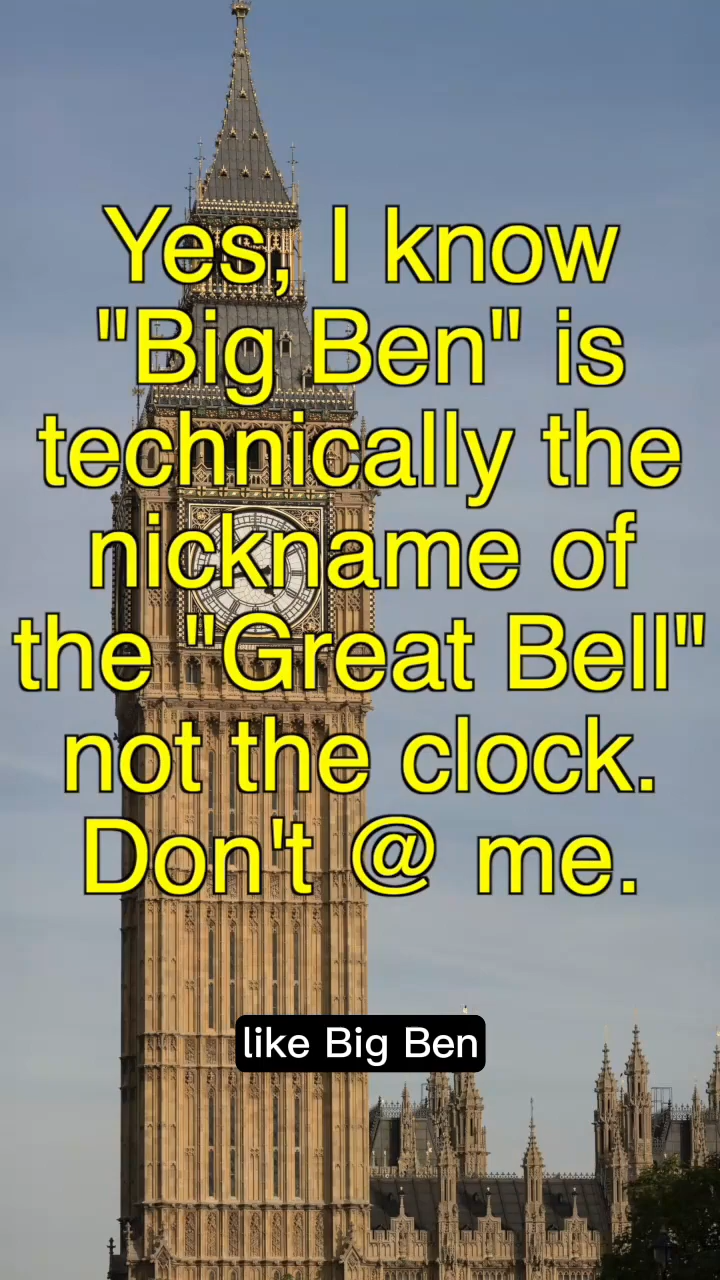 Yes, I know
"Big Ben" is
technically the
nickname of
the "Great Bell"
not the clock.
Don't @ me.
like Big Ben